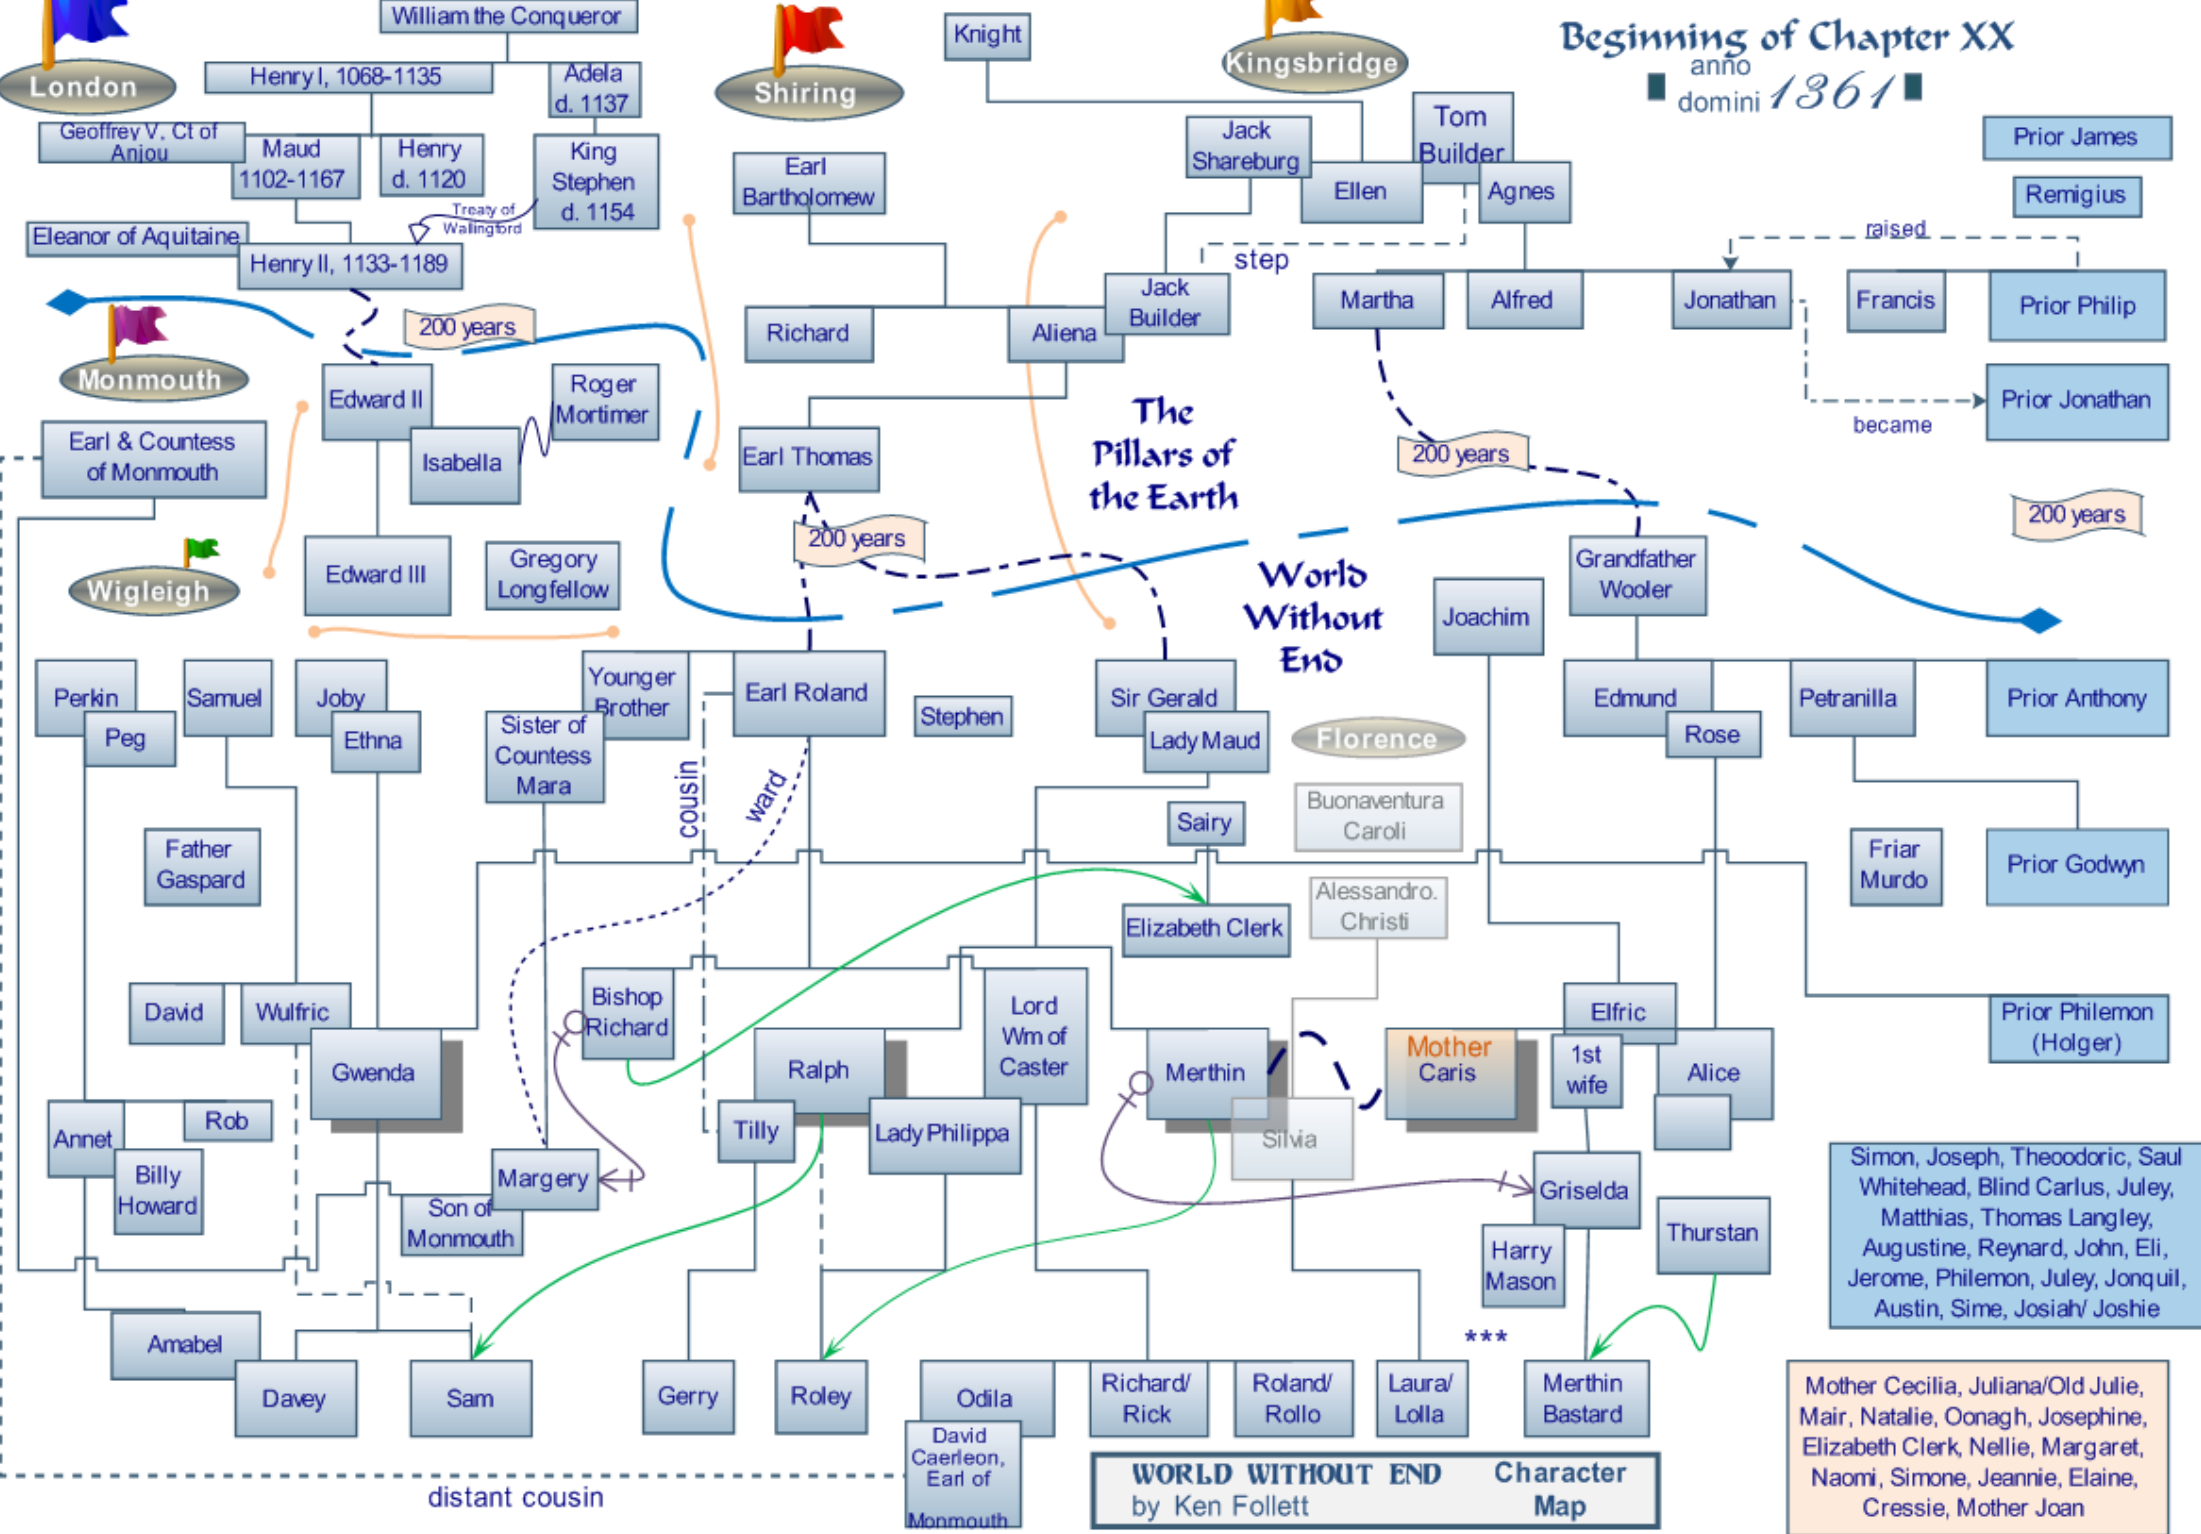 William the Conqueror
London
Henry I, 1068-1135
Adela
d. 1137
Geoffrey V. Ct of
Anjou
Maud
1102-1167
Henry
d. 1120
King
Stephen
d. 1154
Treaty of
Wallingford
Eleanor of Aquitaine
Henry II, 1133-1189
200 years
Monmouth
Earl & Countess
of Monmouth
Edward II
Isabella
Roger
Mortimer
Edward III
Gregory
Longfellow
Wigleigh
Shiring
Earl
Bartholomew
Richard
Aliena
Earl Thomas
200 years
Knight
Kingsbridge
Jack
Shareburg
Ellen
Tom
Builder
Agnes
step
Jack
Builder
Martha
Alfred
Jonathan
Francis
Prior Philip
raised
became
Prior Jonathan
Beginning of Chapter XX
anno
domini 1361
Prior James
Remigius
The
Pillars of
the Earth
200 years
200 years
World
Without
End
Grandfather
Wooler
Joachim
Perkin
Peg
Samuel
Joby
Ethna
Younger
Brother
Sister of
Countess
Mara
Earl Roland
Stephen
Sir Gerald
Lady Maud
Florence
Edmund
Rose
Petranilla
Prior Anthony
cousin
ward
Sairy
Buonaventura
Caroli
Father
Gaspard
Friar
Murdo
Prior Godwyn
Elizabeth Clerk
Alessandro.
Christi
David
Wulfric
Gwenda
Bishop
Richard
Ralph
Tilly
Lord
Wm of
Caster
Lady Philippa
Merthin
Silvia
Mother
Caris
Elfric
1st
wife
Alice
Prior Philemon
(Holger)
Annet
Rob
Billy
Howard
Margery
Son of
Monmouth
Griselda
Harry
Mason
Thurstan
Simon, Joseph, Theoodoric, Saul
Whitehead, Blind Carlus, Juley,
Matthias, Thomas Langley,
Augustine, Reynard, John, Eli,
Jerome, Philemon, Juley, Jonquil,
Austin, Sime, Josiah/ Joshie
***
Amabel
Davey
Sam
Gerry
Roley
Odila
David
Caerleon,
Earl of
Monmouth
Richard/
Rick
Roland/
Rollo
Laura/
Lolla
Merthin
Bastard
Mother Cecilia, Juliana/Old Julie,
Mair, Natalie, Oonagh, Josephine,
Elizabeth Clerk, Nellie, Margaret,
Naomi, Simone, Jeannie, Elaine,
Cressie, Mother Joan
distant cousin
WORLD WITHOUT END
by Ken Follett
Character
Map